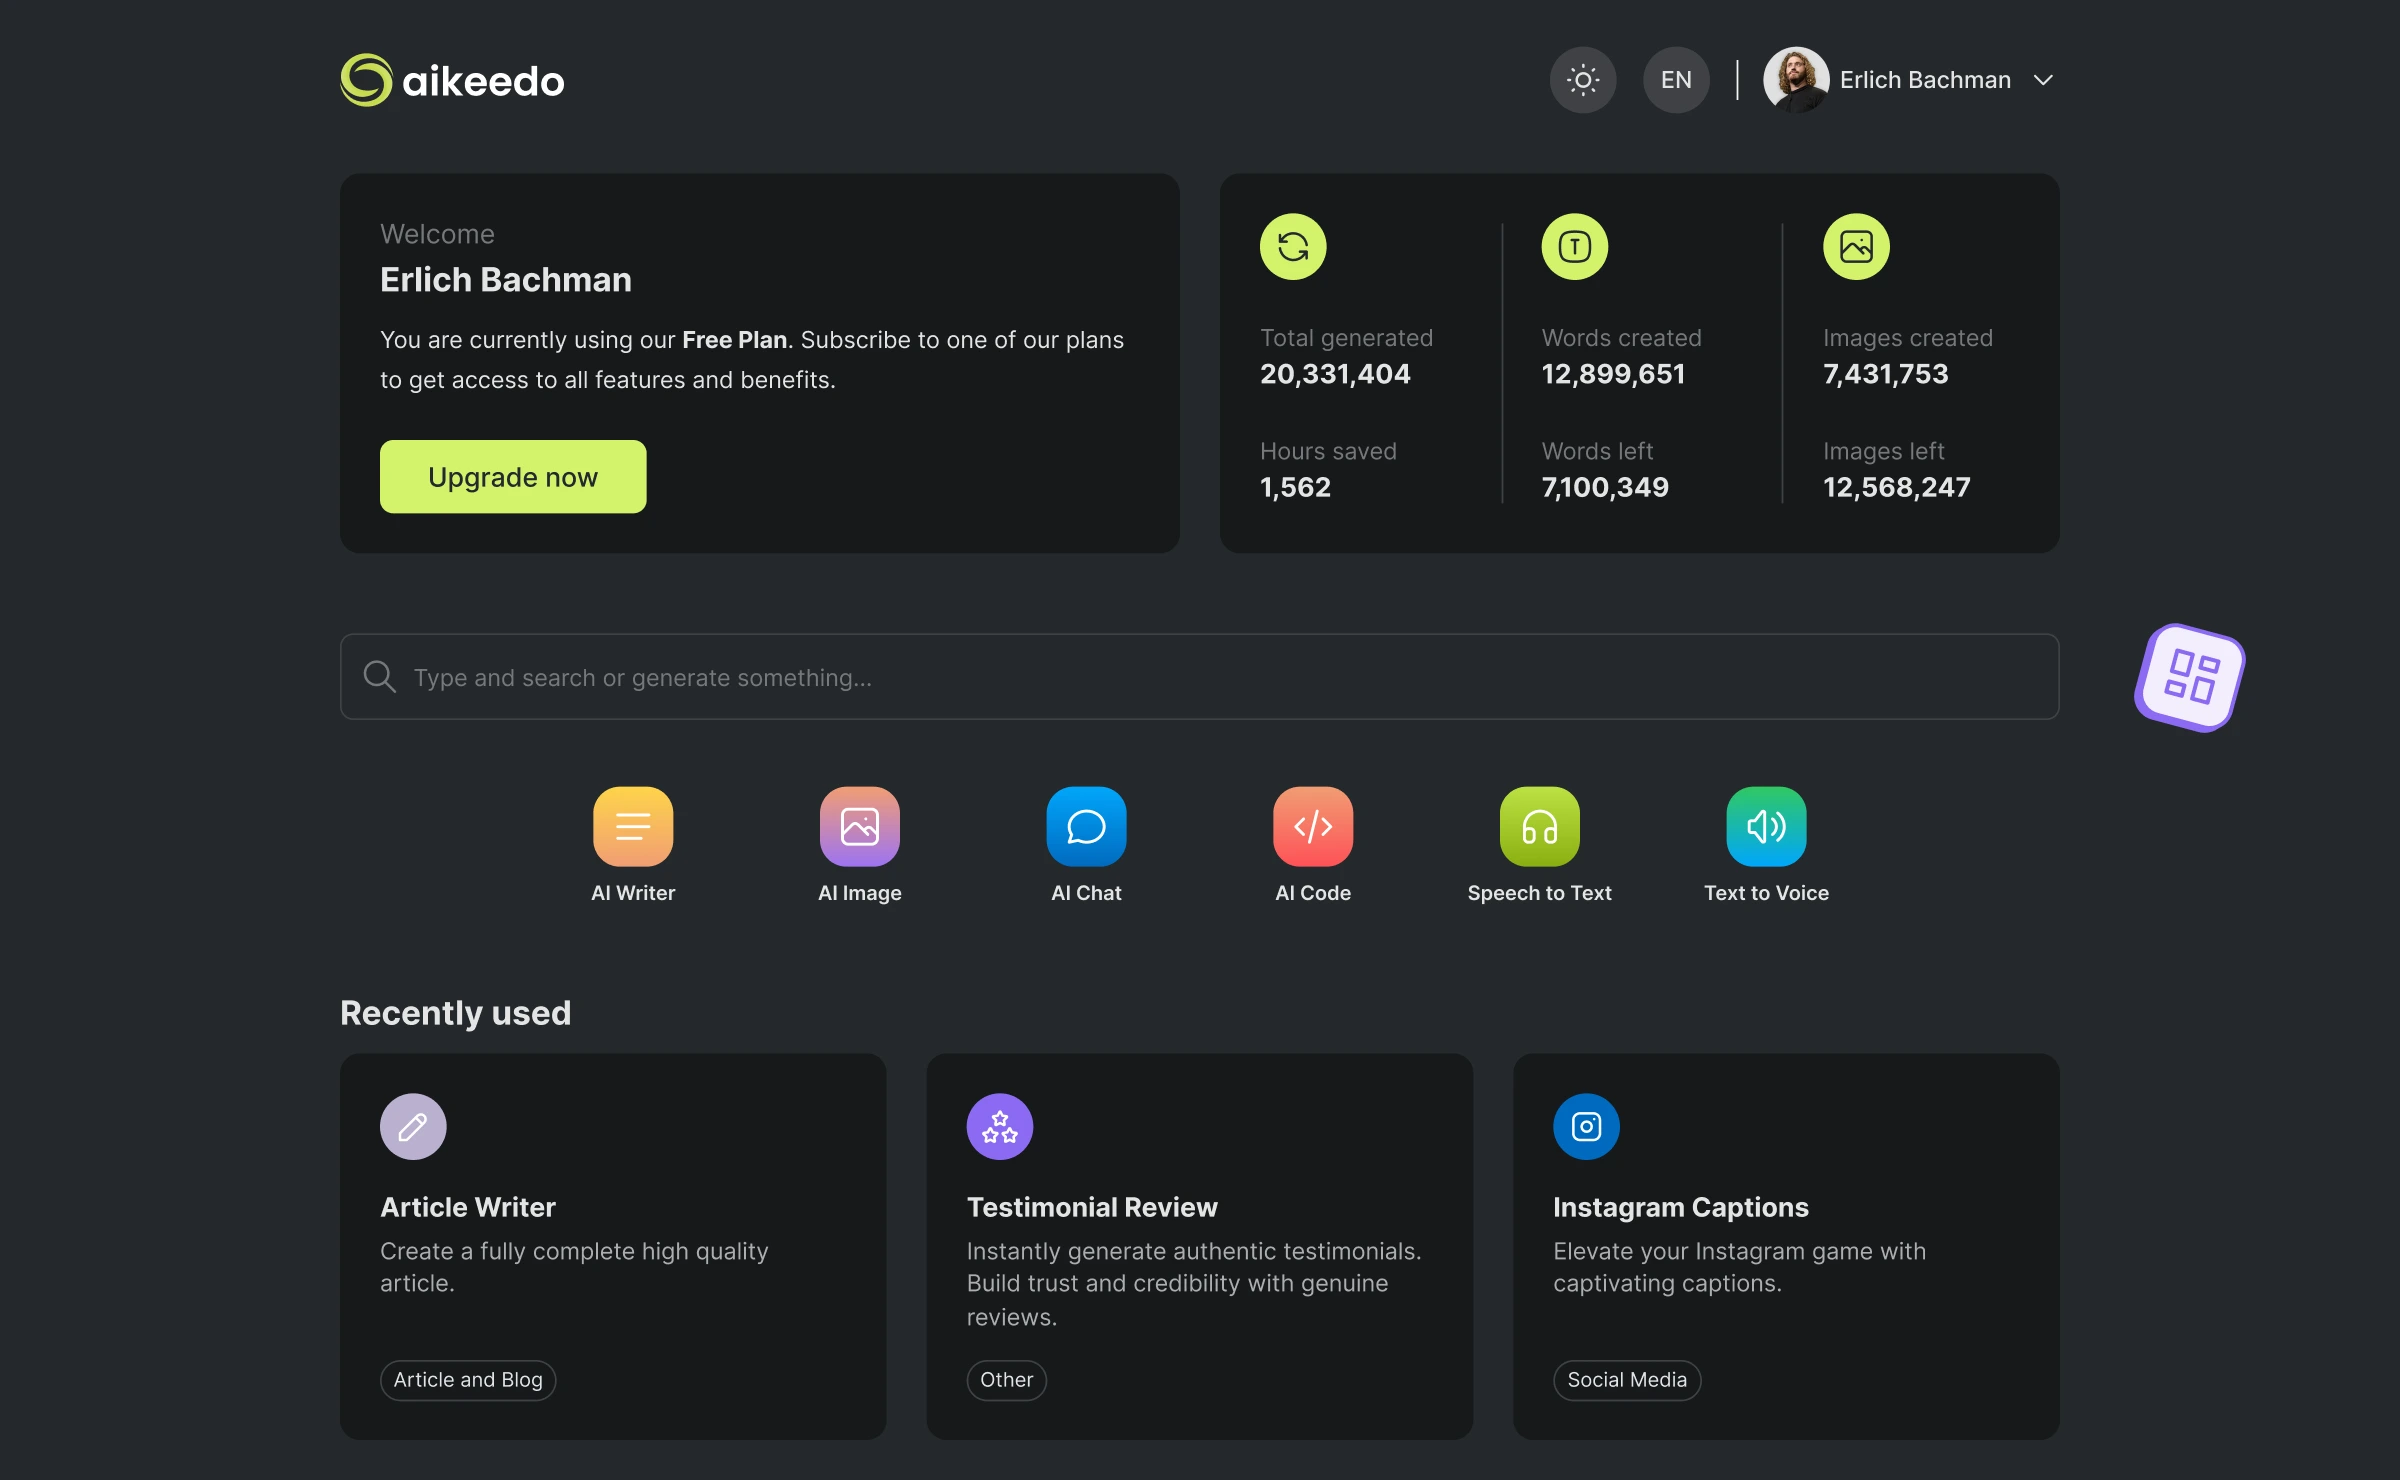 aikeedo
EN
Erlich Bachman
Welcome
Erlich Bachman
You are currently using our Free Plan. Subscribe to one of our plans
to get access to all features and benefits.
Upgrade now
Total generated
20,331,404
Hours saved
1,562
Words created
12,899,651
Words left
7,100,349
Images created
7,431,753
Images left
12,568,247
Type and search or generate something...
AI Writer
AI Image
AI Chat
AI Code
Speech to Text
Text to Voice
Recently used
Article Writer
Create a fully complete high quality
article.
Article and Blog
Testimonial Review
Instantly generate authentic testimonials.
Build trust and credibility with genuine
reviews.
Other
Instagram Captions
Elevate your Instagram game with
captivating captions.
Social Media